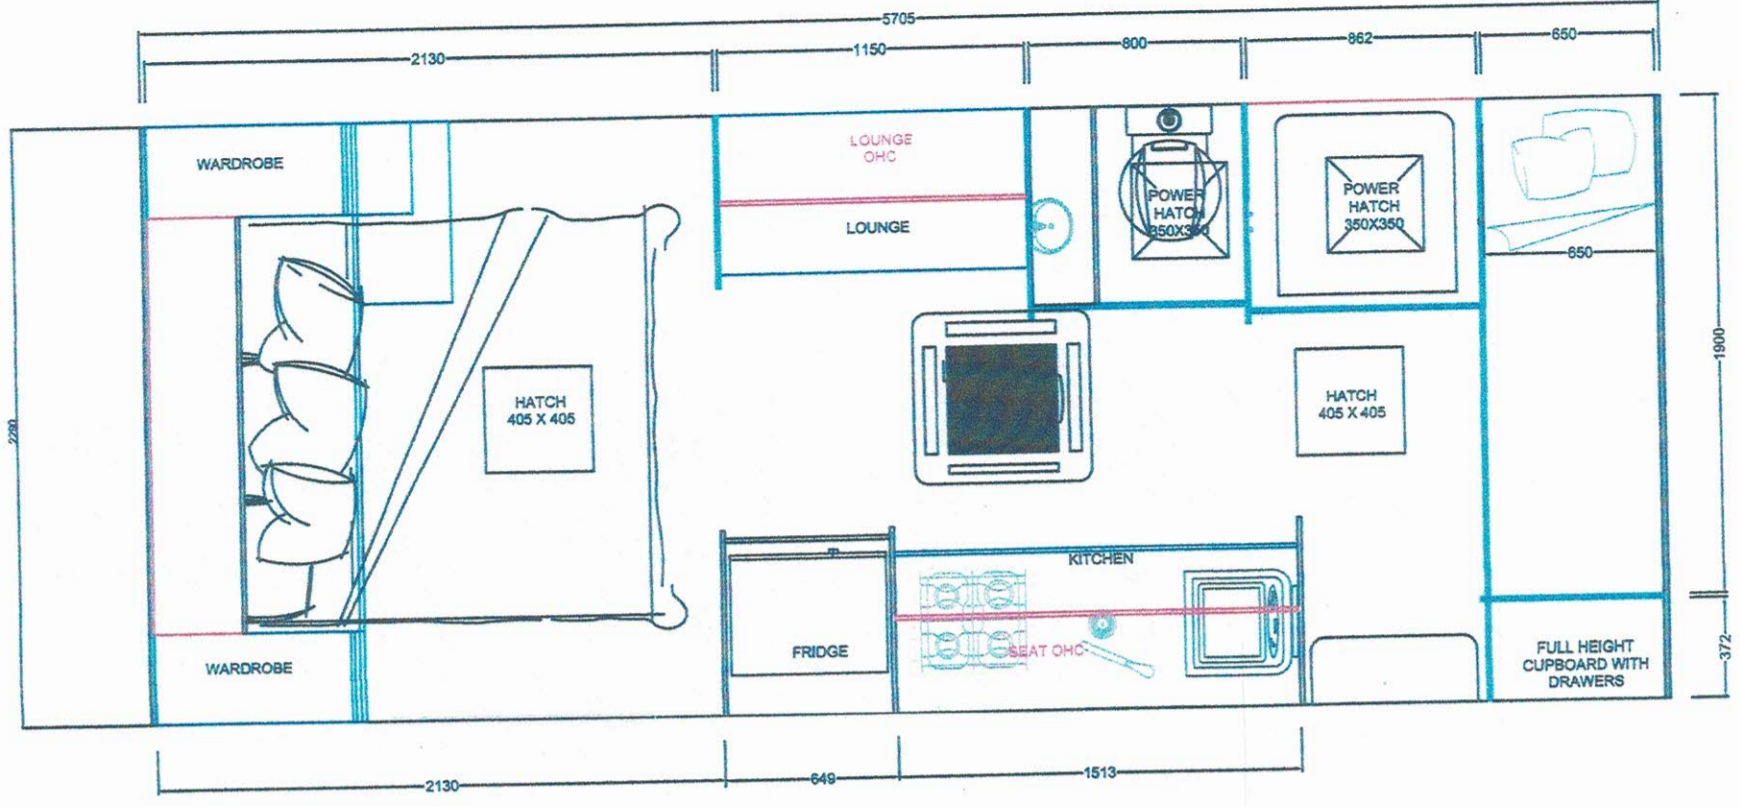 5705
2130
1150
800
862
650
WARDROBE
LOUNGE
OHC
LOUNGE
POWER
HATCH
350X350
POWER
HATCH
350X350
650
2290
HATCH
405 X 405
HATCH
405 X 405
1900
KITCHEN
FRIDGE
SEAT OHC
WARDROBE
FULL HEIGHT
CUPBOARD WITH
DRAWERS
372
2130
649
1513